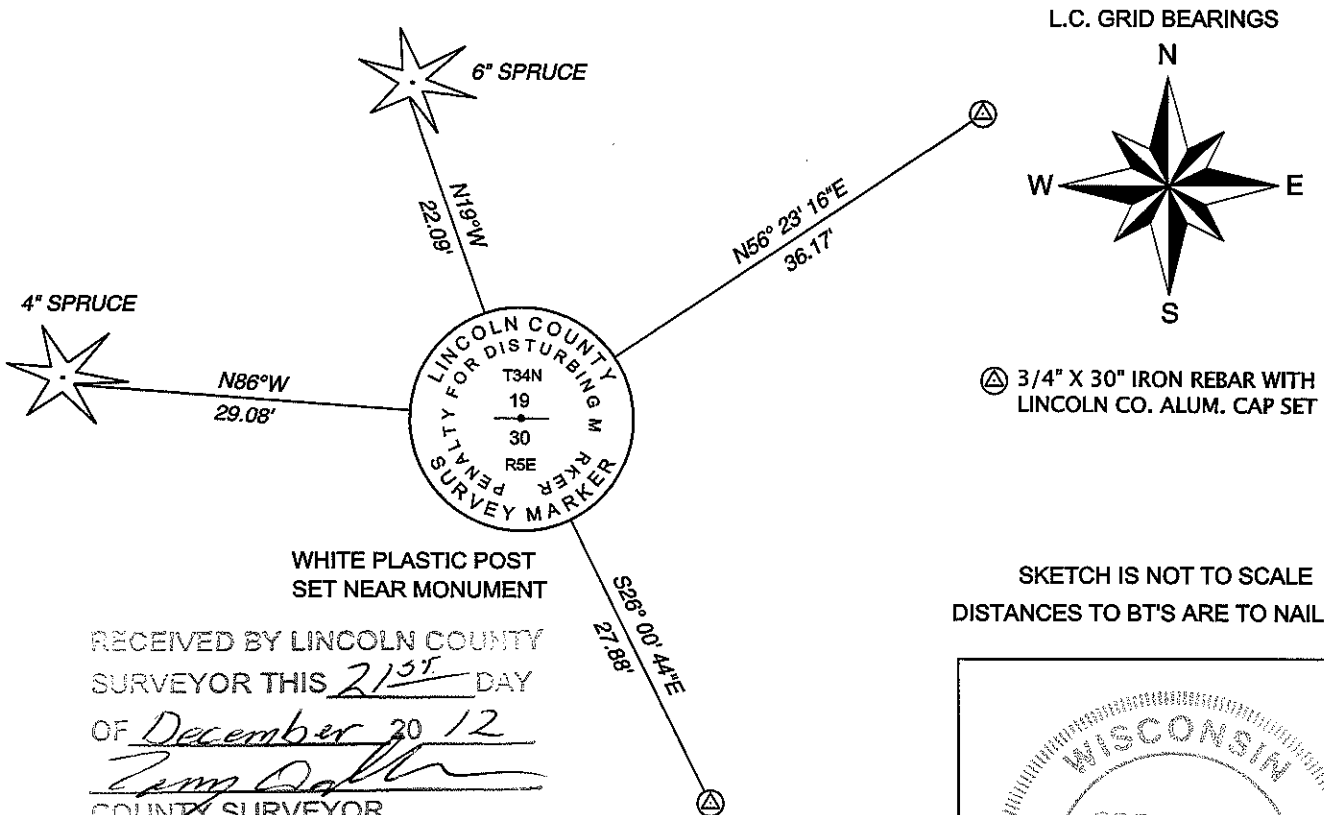 L.C. GRID BEARINGS
N
W
E
S
6" SPRUCE
N19°W
22.09'
N56° 23' 16"E
36.17'
4" SPRUCE
N86°W
29.08'
LINCOLN COUNTY
SURVEY MARKER
PENALTY FOR DISTURBING M RKER
T34N
19
30
R5E
3/4" X 30" IRON REBAR WITH
LINCOLN CO. ALUM. CAP SET
WHITE PLASTIC POST
SET NEAR MONUMENT
S26° 00' 44"E
27.88'
SKETCH IS NOT TO SCALE
DISTANCES TO BT'S ARE TO NAIL
RECEIVED BY LINCOLN COUNTY
SURVEYOR THIS 21ST DAY
OF December 20 12
COUNTY SURVEYOR
WISCONSIN